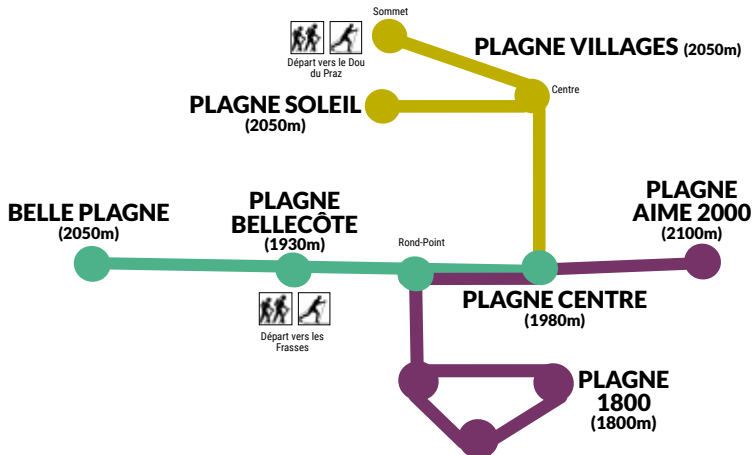 Sommet
Départ vers le Dou
du Praz
PLAGNE VILLAGES (2050m)
Centre
PLAGNE SOLEIL
(2050m)
BELLE PLAGNE
(2050m)
PLAGNE
BELLECÔTE
(1930m)
Départ vers les
Frasses
Rond-Point
PLAGNE
AIME 2000
(2100m)
PLAGNE CENTRE
(1980m)
PLAGNE
1800
(1800m)